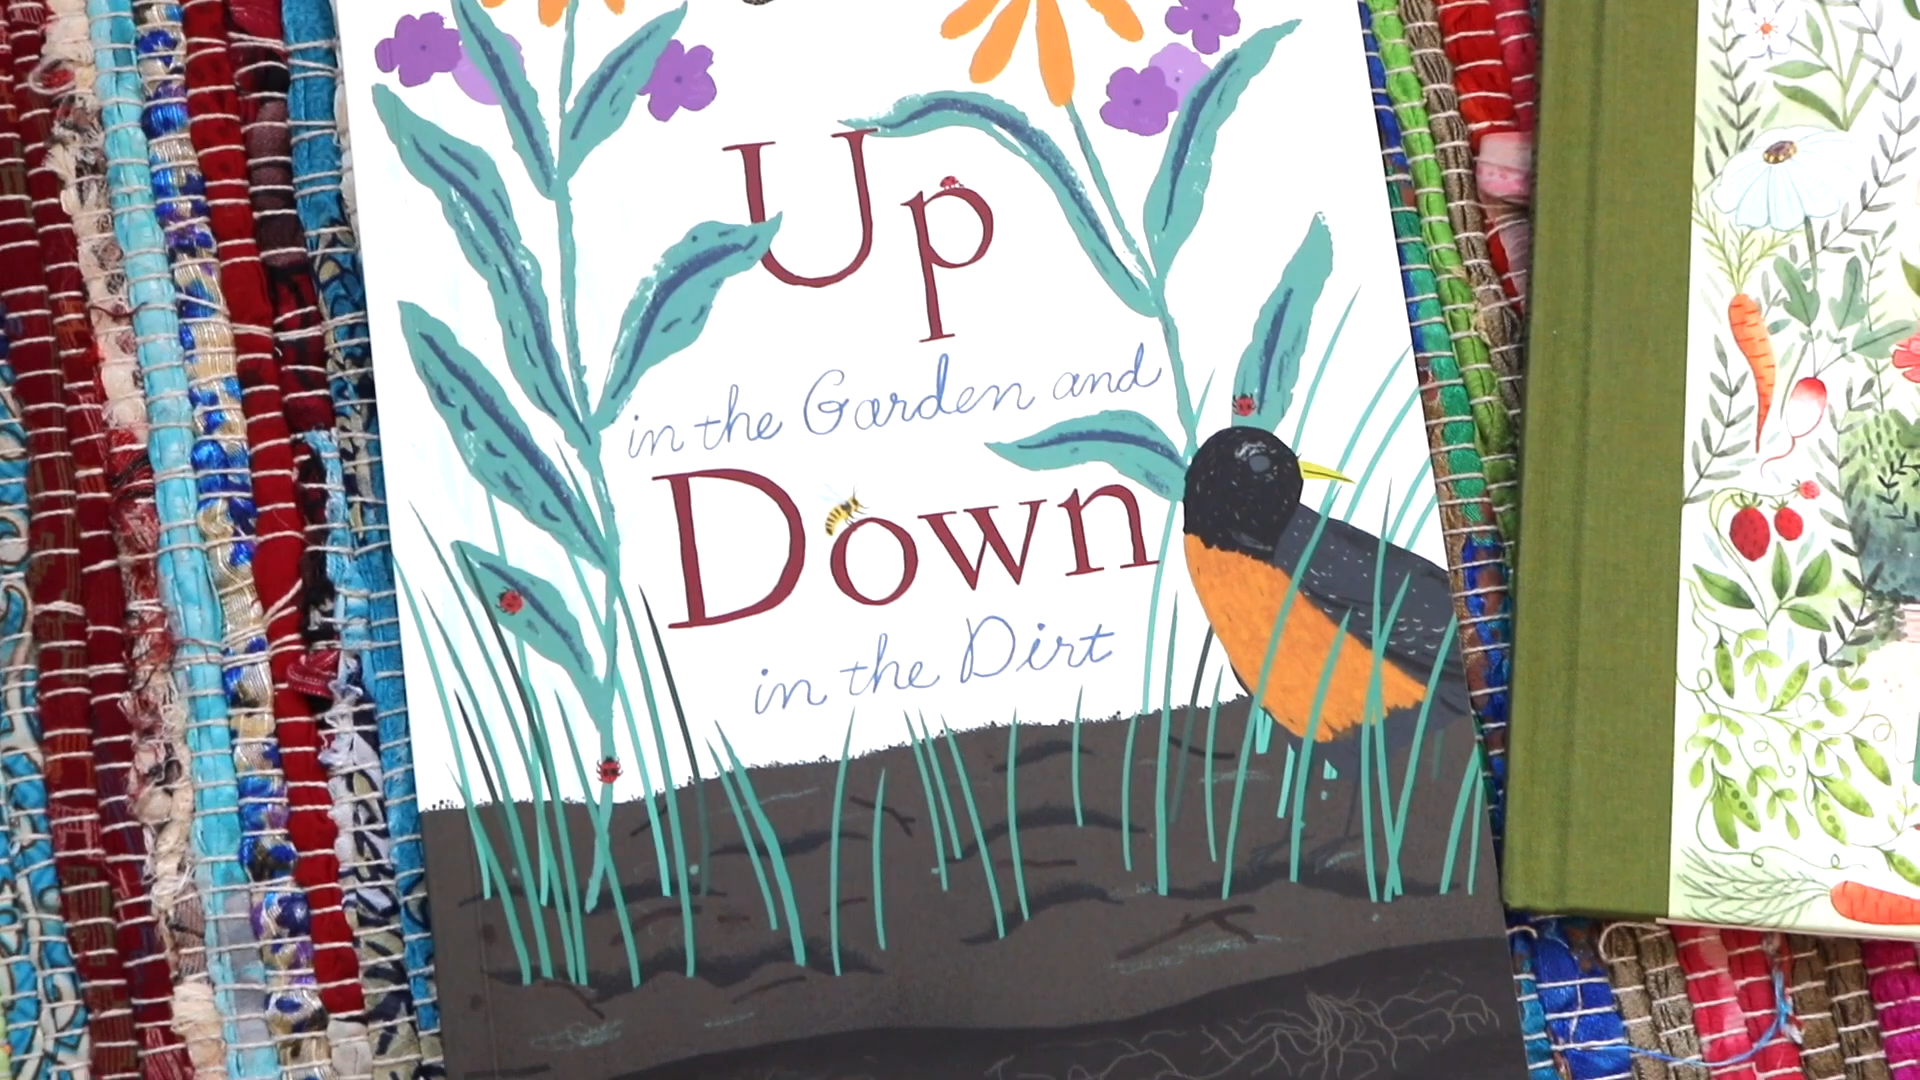 Up
in the Garden and
Down
in the Dirt